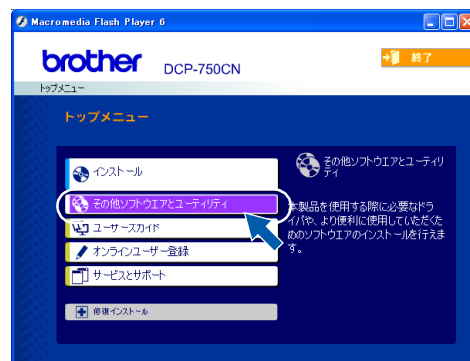 Macromedia Flash Player 6
brother
DCP-750CN
終了
トップメニュー
トップメニュー
インストール
その他ソフトウエアとユーティリティ
ユーザーズガイド
オンラインユーザー登録
サービスとサポート
修復インストール
その他ソフトウエアとユーティリ
ティ
本製品を使用する際に必要なドラ
イバや、より便利に使用していただくた
めのソフトウエアのインストールを行えま
す。